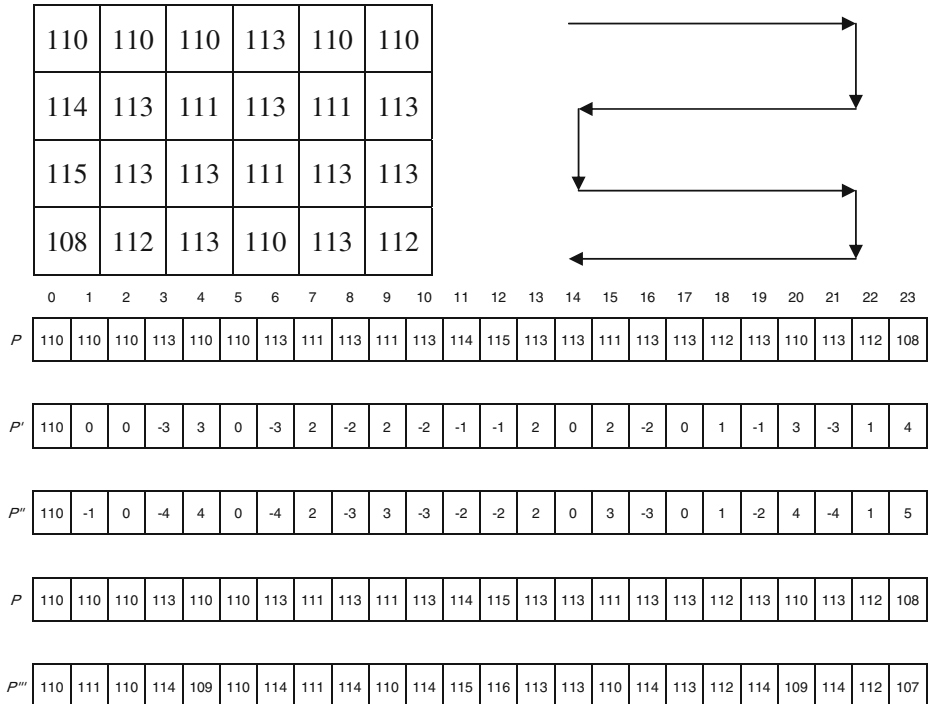 110 110 110 113 110 110
114 113 111 113 111 113
115 113 113 111 113 113
108 112 113 110 113 112
0 1 2 3 4 5 6 7 8 9 10 11 12 13 14 15 16 17 18 19 20 21 22 23
P 110 110 110 113 110 110 113 111 113 111 113 114 115 113 113 111 113 113 112 113 110 113 112 108
P' 110 0 0 -3 3 0 -3 2 -2 2 -2 -1 -1 2 0 2 -2 0 1 -1 3 -3 1 4
P'' 110 -1 0 -4 4 0 -4 2 -3 3 -3 -2 -2 2 0 3 -3 0 1 -2 4 -4 1 5
P 110 110 110 113 110 110 113 111 113 111 113 114 115 113 113 111 113 113 112 113 110 113 112 108
P''' 110 111 110 114 109 110 114 111 114 110 114 115 116 113 113 110 114 113 112 114 109 114 112 107